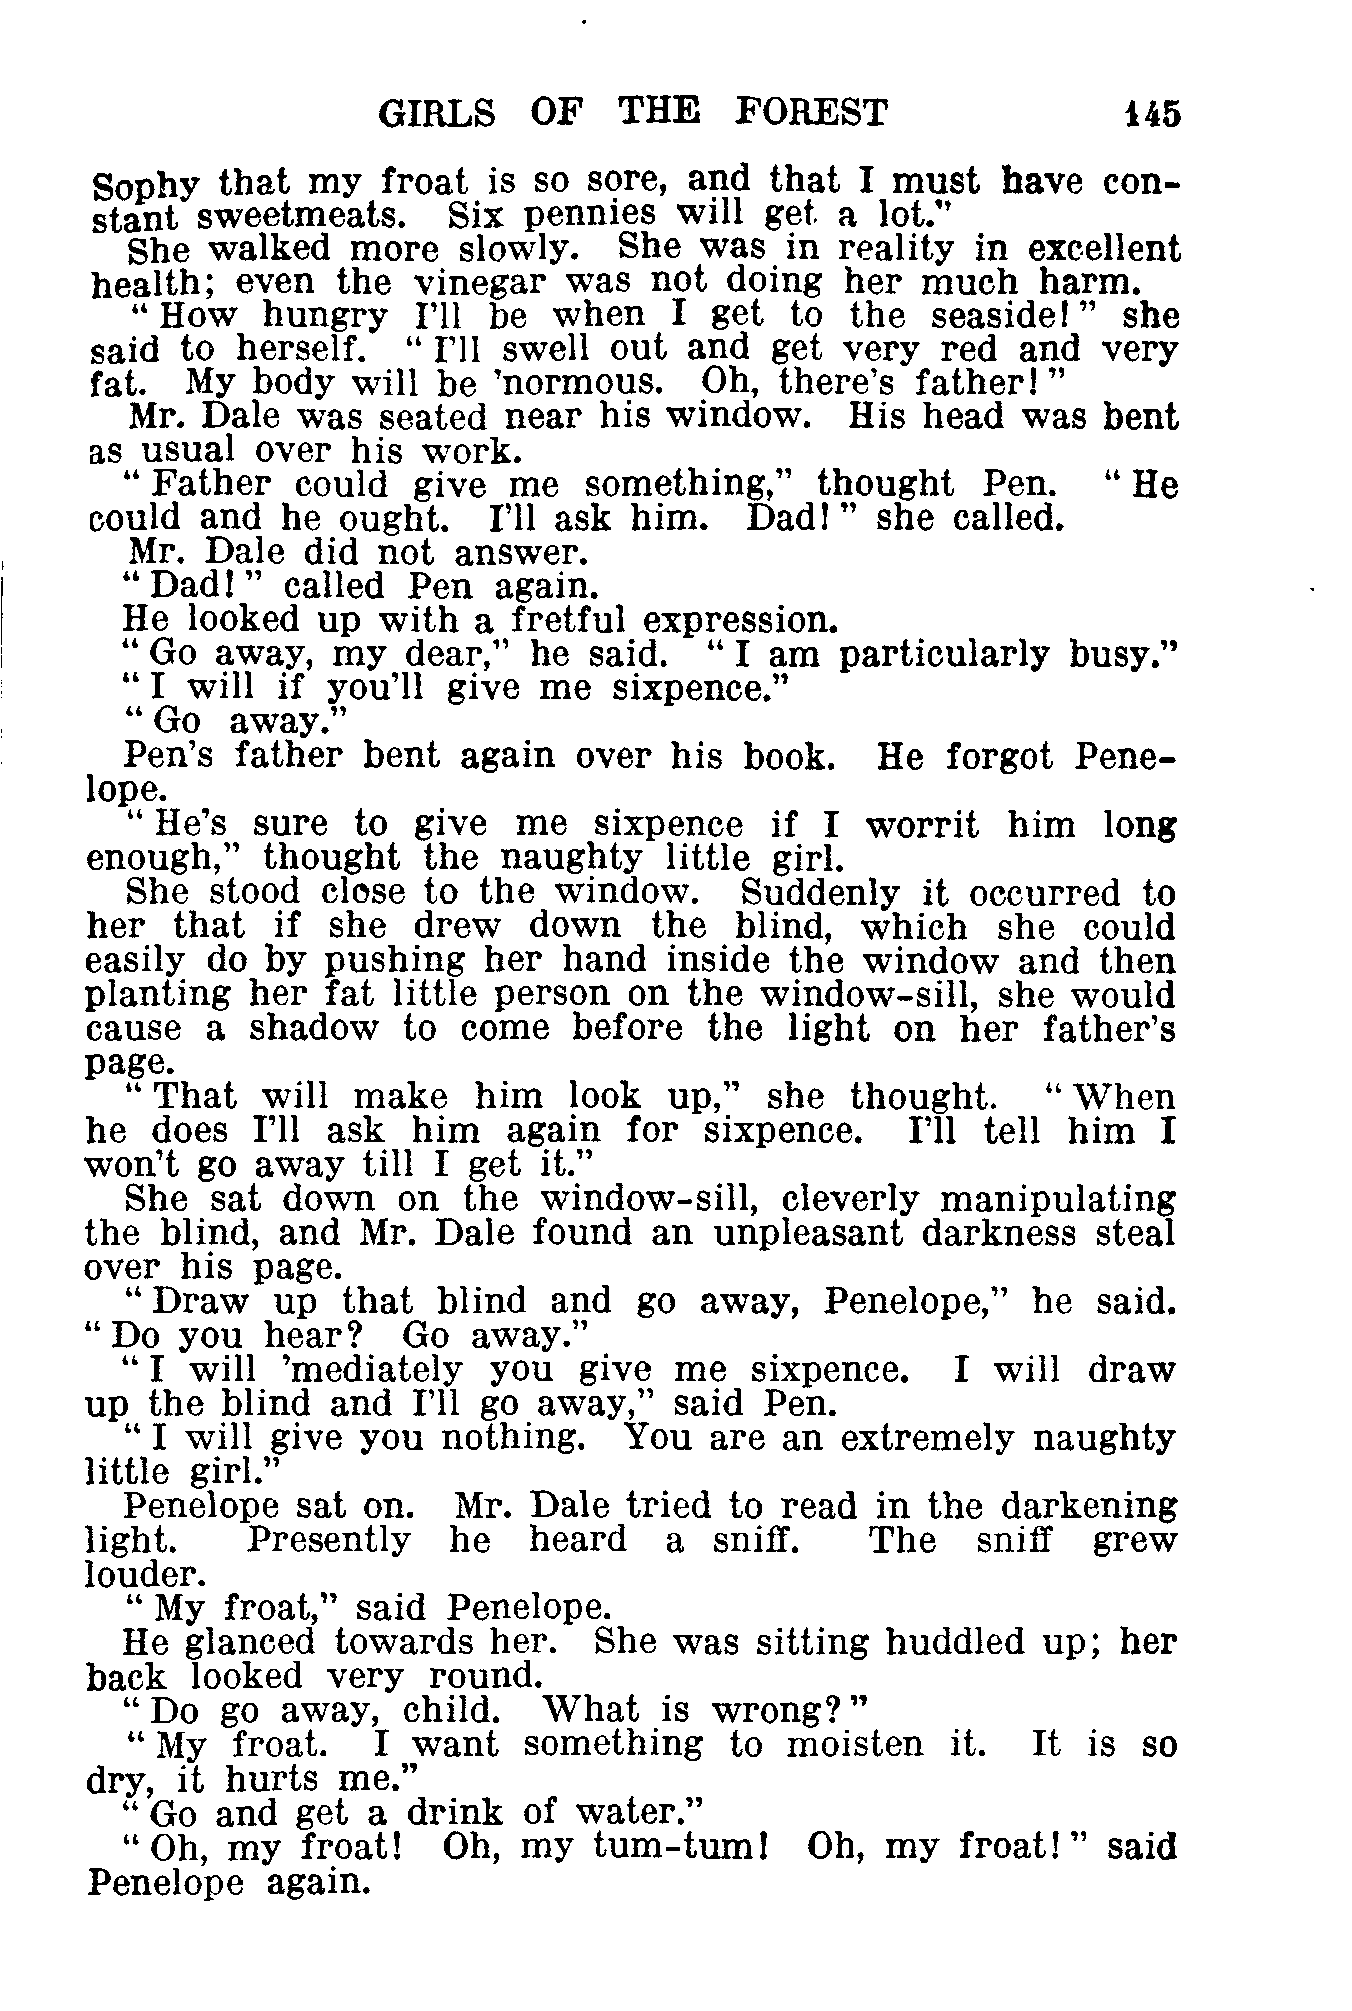 GIRLS OF THE FOREST 145
Sophy that my froat is so sore, and that I must have con-
stant sweetmeats. Six pennies will get a lot."
She walked more slowly. She was in reality in excellent
health; even the vinegar was not doing her much harm.
"How hungry I'll be when I get to the seaside!" she
said to herself. "I'll swell out and get very red and very
fat. My body will be 'normous. Oh, there's father!"
Mr. Dale was seated near his window. His head was bent
as usual over his work.
"Father could give me something," thought Pen. "He
could and he ought. I'll ask him. Dad!" she called.
Mr. Dale did not answer.
"Dad!" called Pen again.
He looked up with a fretful expression.
"Go away, my dear," he said. "I am particularly busy."
"I will if you'll give me sixpence."
"Go away."
Pen's father bent again over his book. He forgot Pene-
lope.
"He's sure to give me sixpence if I worrit him long
enough," thought the naughty little girl.
She stood close to the window. Suddenly it occurred to
her that if she drew down the blind, which she could
easily do by pushing her hand inside the window and then
planting her fat little person on the window-sill, she would
cause a shadow to come before the light on her father's
page.
"That will make him look up," she thought. "When
he does I'll ask him again for sixpence. I'll tell him I
won't go away till I get it."
She sat down on the window-sill, cleverly manipulating
the blind, and Mr. Dale found an unpleasant darkness steal
over his page.
"Draw up that blind and go away, Penelope," he said.
"Do you hear? Go away."
"I will 'mediately you give me sixpence. I will draw
up the blind and I'll go away," said Pen.
"I will give you nothing. You are an extremely naughty
little girl."
Penelope sat on. Mr. Dale tried to read in the darkening
light. Presently he heard a sniff. The sniff grew
louder.
"My froat," said Penelope.
He glanced towards her. She was sitting huddled up; her
back looked very round.
"Do go away, child. What is wrong?"
"My froat. I want something to moisten it. It is so
dry, it hurts me."
"Go and get a drink of water."
"Oh, my froat! Oh, my tum-tum! Oh, my froat!" said
Penelope again.